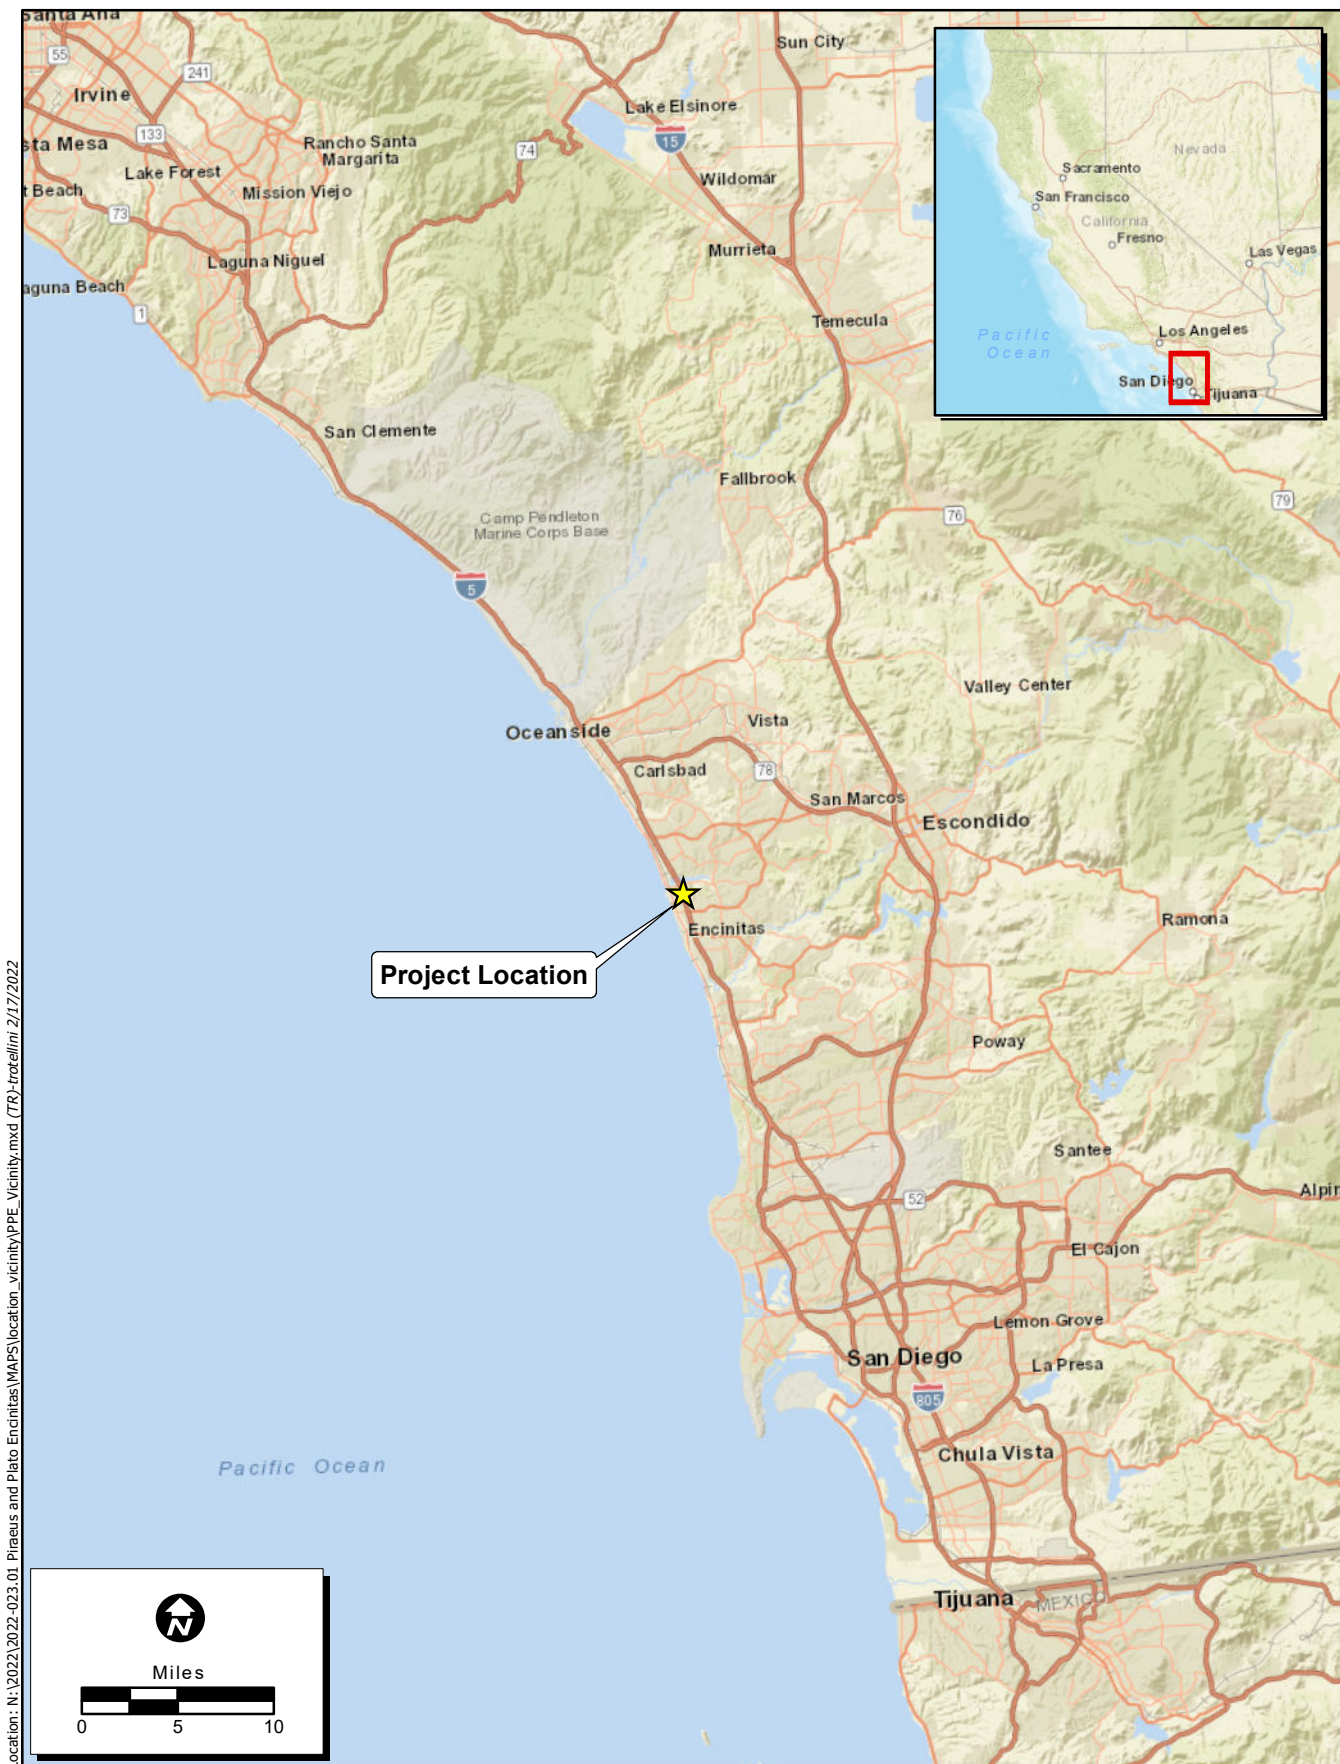 Santa Ana
55
241
Irvine
133
sta Mesa
Lake Forest
t Beach
73
Rancho Santa
Margarita
Mission Viejo
74
Laguna Niguel
aguna Beach
1
Sun City
Lake Elsinore
15
Wildomar
Murrieta
Temecula
Nevada
Sacramento
San Francisco
California
Fresno
Las Vegas
Pacific
Ocean
Los Angeles
San Diego
Tijuana
San Clemente
Fallbrook
79
76
Camp Pendleton
Marine Corps Base
5
Valley Center
Oceanside
Vista
Carlsbad
78
San Marcos
Escondido
Encinitas
Ramona
Project Location
Poway
Santee
52
Alpin
El Cajon
Lemon Grove
San Diego
La Presa
805
Chula Vista
Pacific Ocean
Tijuana
MEXICO
N
Miles
0 5 10
ocation: N:\2022\2022-023.01 Piraeus and Plato Encinitas\MAPS\location_vicinity\PPE_Vicinity.mxd (TR)-trotellini 2/17/2022